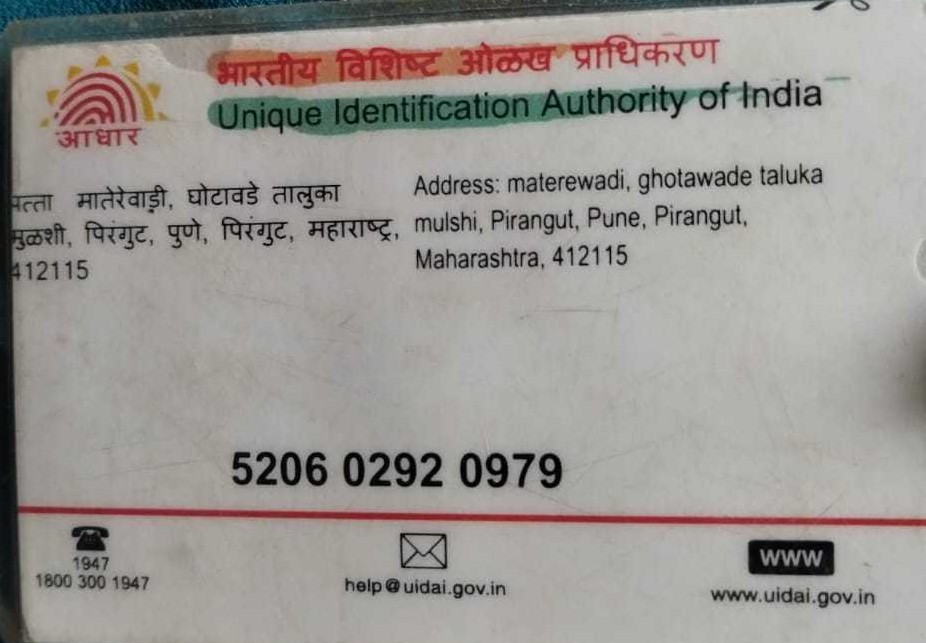 भारतीय विशिष्ट ओळख प्राधिकरण
Unique Identification Authority of India
आधार
पत्ता मातेरेवाड़ी, घोटावडे तालुका
मुळशी, पिरंगुट, पुणे, पिरंगुट, महाराष्ट्र,
412115
Address: materewadi, ghotawade taluka
mulshi, Pirangut, Pune, Pirangut,
Maharashtra, 412115
5206 0292 0979
1947
1800 300 1947
help@uidai.gov.in
WWW
www.uidai.gov.in